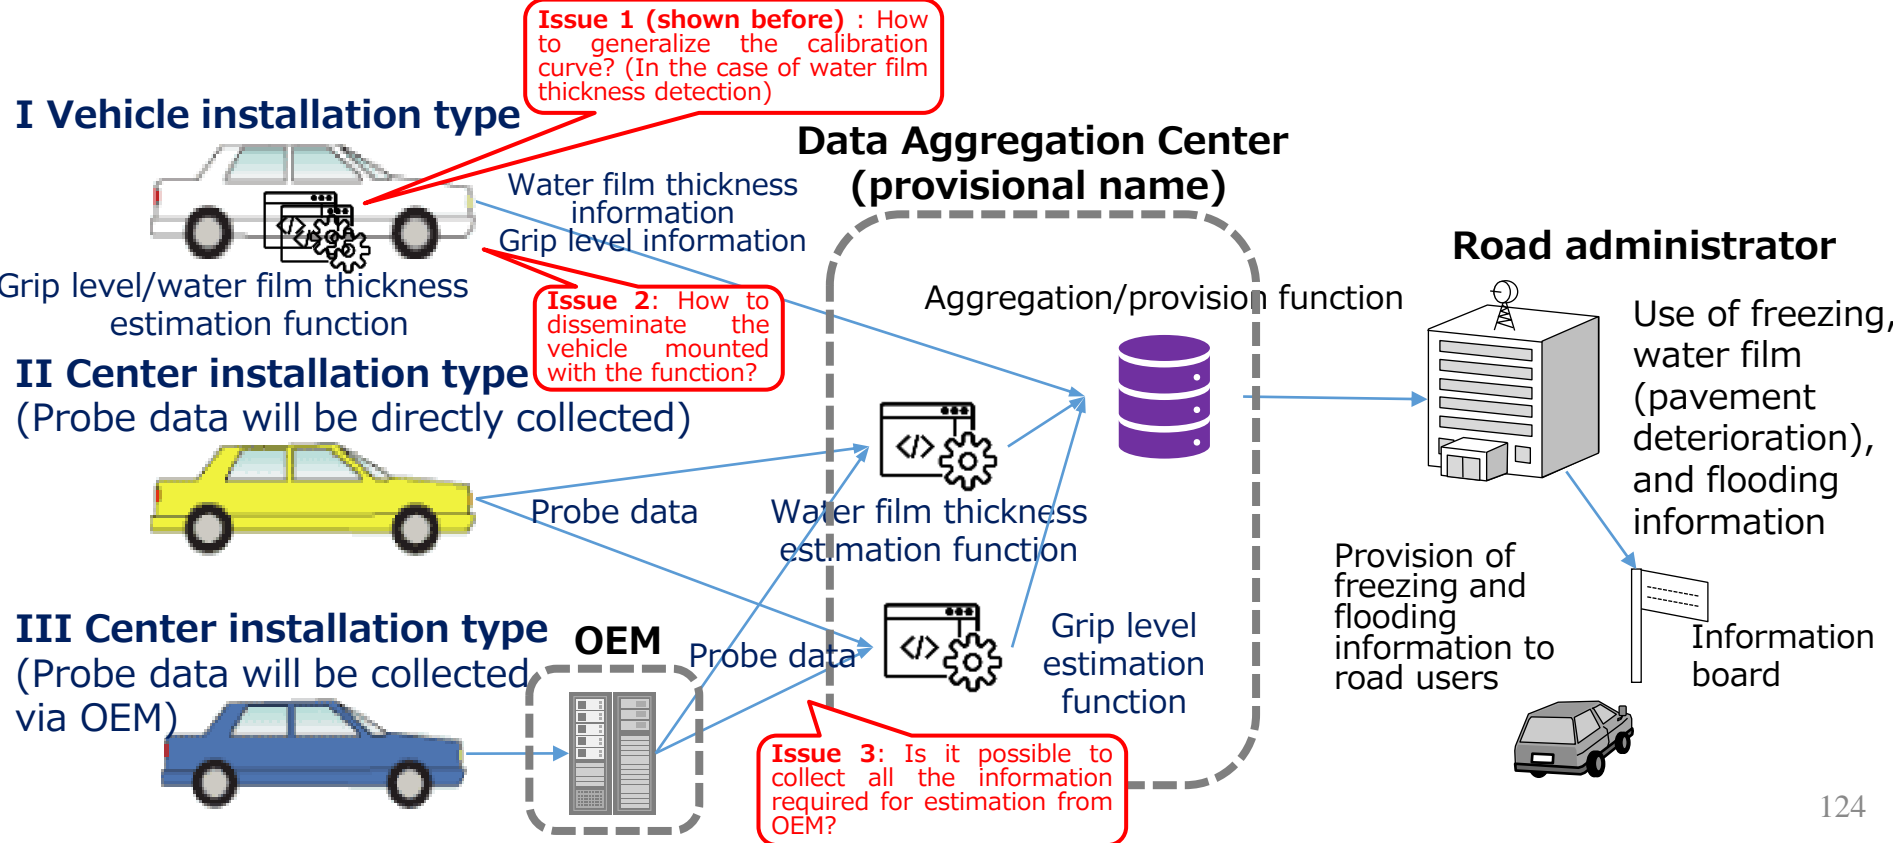 Issue 1 (shown before) : How
to generalize the calibration
curve? (In the case of water film
thickness detection)
I Vehicle installation type
Data Aggregation Center
(provisional name)
Water film thickness
information
Grip level information
Road administrator
Grip level/water film thickness
estimation function
Issue 2: How to
disseminate the
vehicle mounted
with the function?
Aggregation/provision function
Use of freezing,
water film
(pavement
deterioration),
and flooding
information
II Center installation type
(Probe data will be directly collected)
</>
Probe data
Water film thickness
estimation function
Provision of
freezing and
flooding
information to
road users
III Center installation type
(Probe data will be collected
via OEM)
OEM
Probe data
</>
Grip level
estimation
function
Information
board
Issue 3: Is it possible to
collect all the information
required for estimation from
OEM?
124